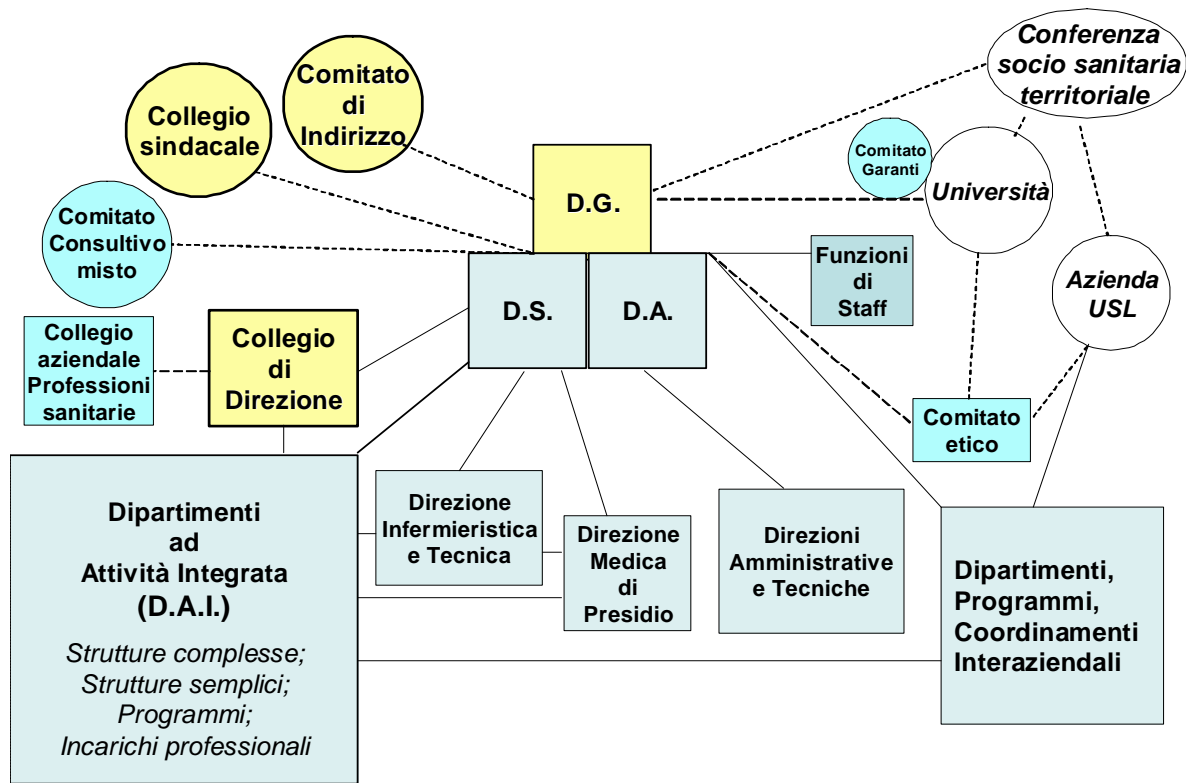 Conferenza
socio sanitaria
territoriale
Comitato
di
Indirizzo
Collegio
sindacale
Comitato
Garanti
Università
D.G.
Comitato
Consultivo
misto
Funzioni
di
Staff
Azienda
USL
D.S.
D.A.
Collegio
aziendale
Professioni
sanitarie
Collegio
di
Direzione
Comitato
etico
Dipartimenti
ad
Attività Integrata
(D.A.I.)
Strutture complesse;
Strutture semplici;
Programmi;
Incarichi professionali
Direzione
Infermieristica
e Tecnica
Direzione
Medica
di
Presidio
Direzioni
Amministrative
e Tecniche
Dipartimenti,
Programmi,
Coordinamenti
Interaziendali